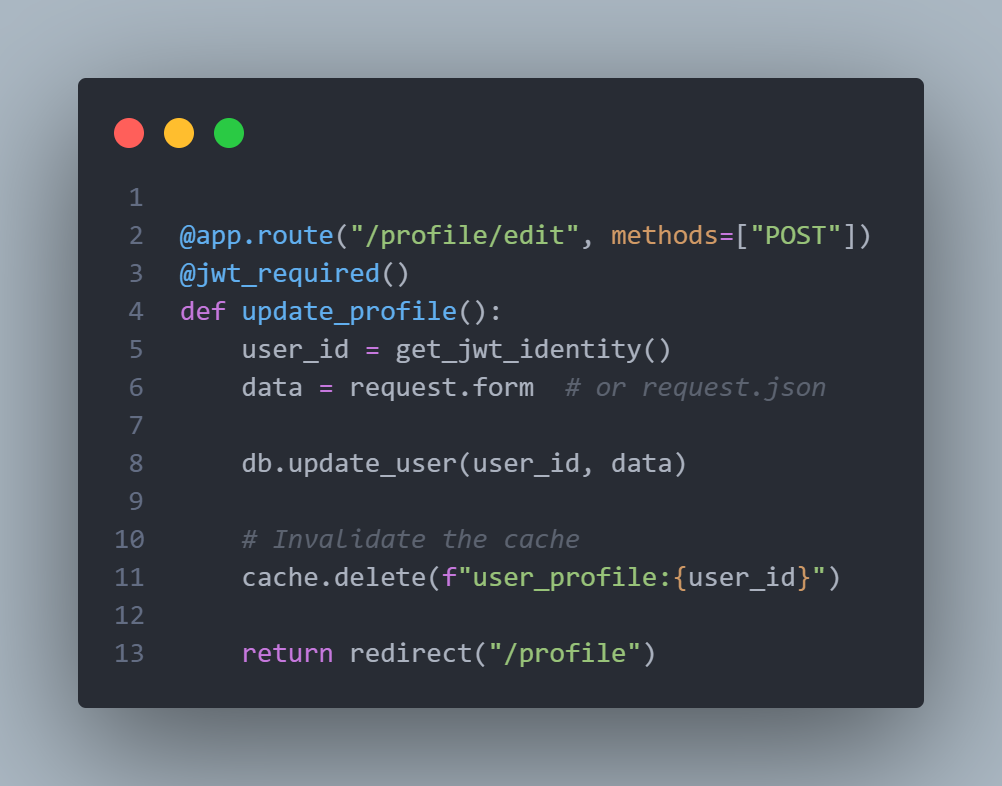 1
2 @app.route("/profile/edit", methods=["POST"])
3 @jwt_required()
4 def update_profile():
5     user_id = get_jwt_identity()
6     data = request.form  # or request.json
7
8     db.update_user(user_id, data)
9
10     # Invalidate the cache
11     cache.delete(f"user_profile:{user_id}")
12
13     return redirect("/profile")